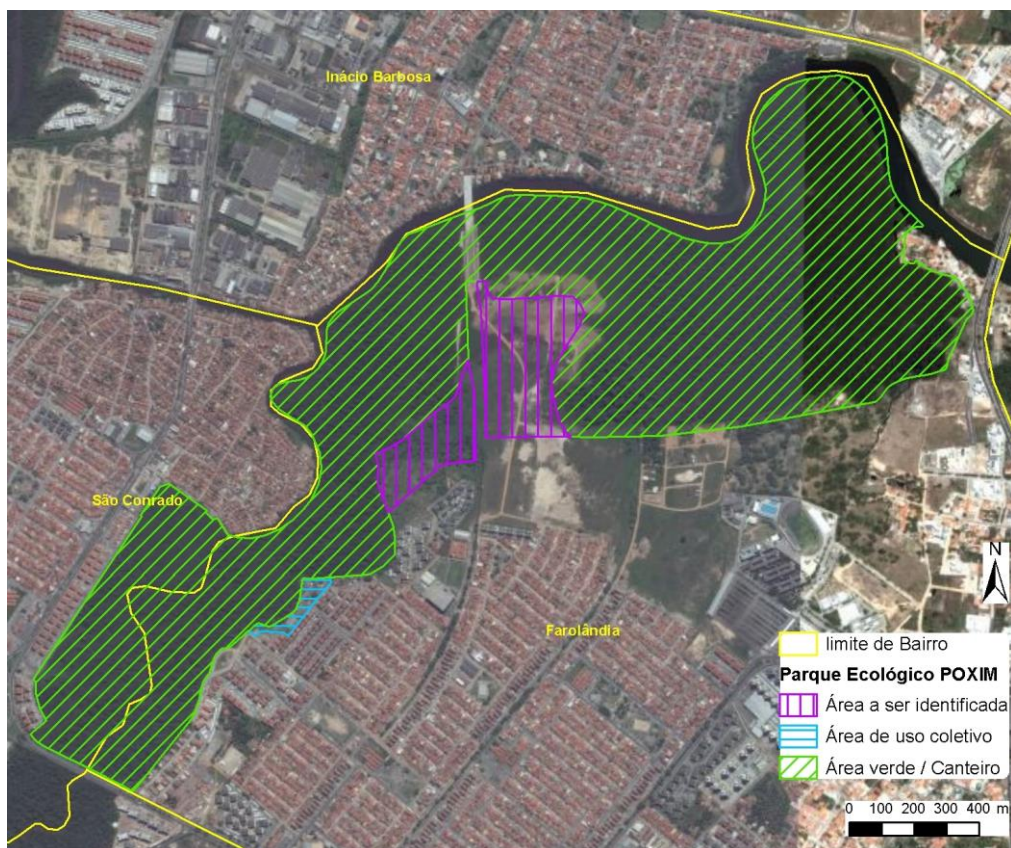 Inácio Barbosa
São Conrado
Farolândia
N
limite de Bairro
Parque Ecológico POXIM
Área a ser identificada
Área de uso coletivo
Área verde / Canteiro
0 100 200 300 400 m